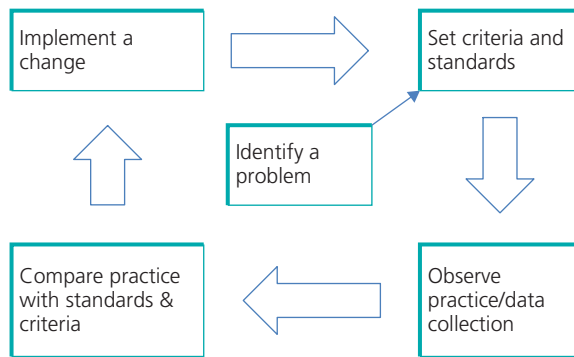 Implement a
change
Set criteria and
standards
Identify a
problem
Observe
practice/data
collection
Compare practice
with standards &
criteria